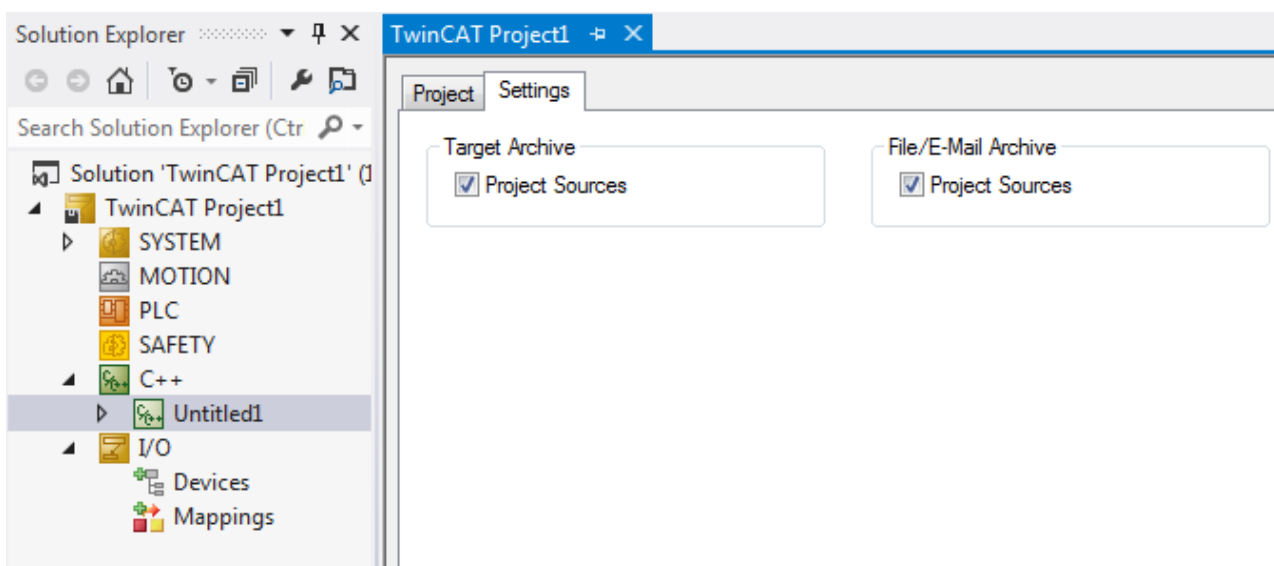 Solution Explorer
Search Solution Explorer (Ctr
Solution 'TwinCAT Project1' (1
TwinCAT Project1
SYSTEM
MOTION
PLC
SAFETY
C++
Untitled1
I/O
Devices
Mappings
TwinCAT Project1
Project Settings
Target Archive
Project Sources
File/E-Mail Archive
Project Sources